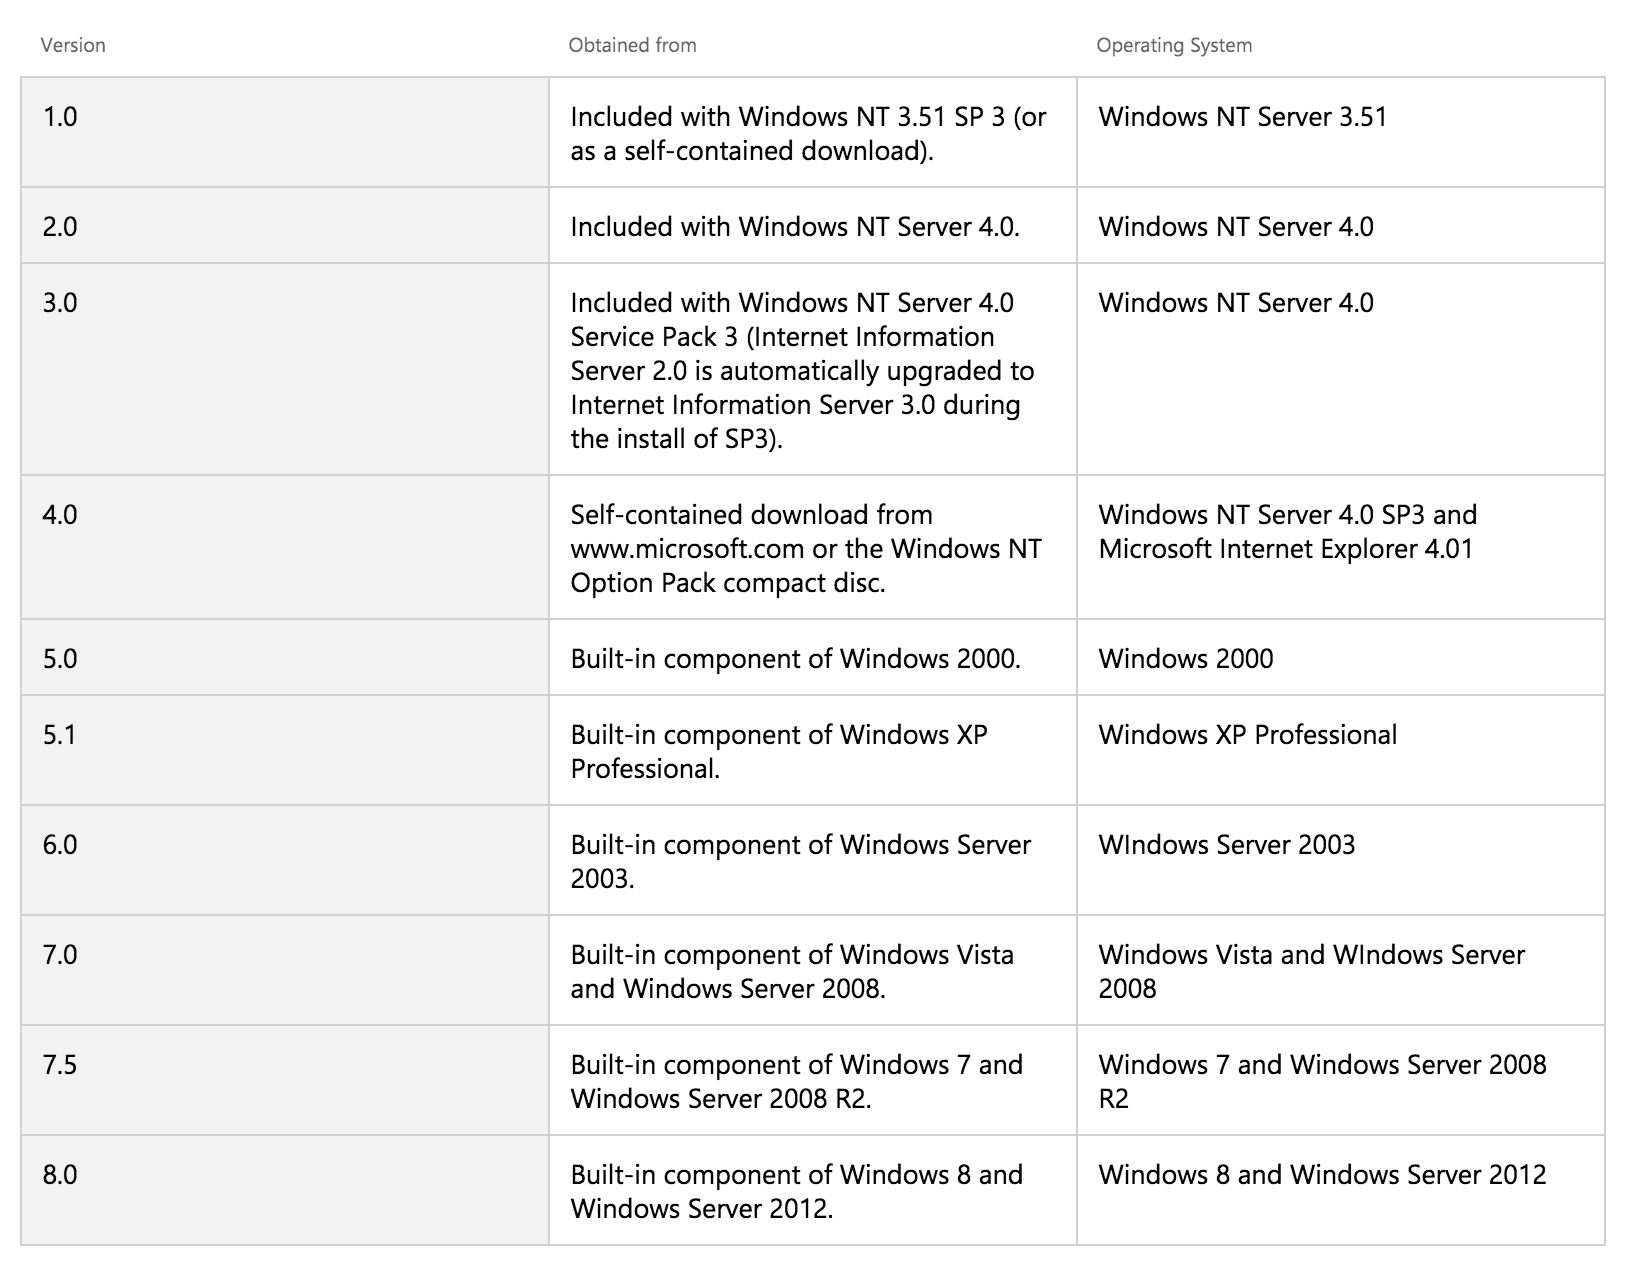 Version
Obtained from
Operating System
1.0
Included with Windows NT 3.51 SP 3 (or
as a self-contained download).
Windows NT Server 3.51
2.0
Included with Windows NT Server 4.0.
Windows NT Server 4.0
3.0
Included with Windows NT Server 4.0
Service Pack 3 (Internet Information
Server 2.0 is automatically upgraded to
Internet Information Server 3.0 during
the install of SP3).
Windows NT Server 4.0
4.0
Self-contained download from
www.microsoft.com or the Windows NT
Option Pack compact disc.
Windows NT Server 4.0 SP3 and
Microsoft Internet Explorer 4.01
5.0
Built-in component of Windows 2000.
Windows 2000
5.1
Built-in component of Windows XP
Professional.
Windows XP Professional
6.0
Built-in component of Windows Server
2003.
WIndows Server 2003
7.0
Built-in component of Windows Vista
and Windows Server 2008.
Windows Vista and WIndows Server
2008
7.5
Built-in component of Windows 7 and
Windows Server 2008 R2.
Windows 7 and Windows Server 2008
R2
8.0
Built-in component of Windows 8 and
Windows Server 2012.
Windows 8 and Windows Server 2012